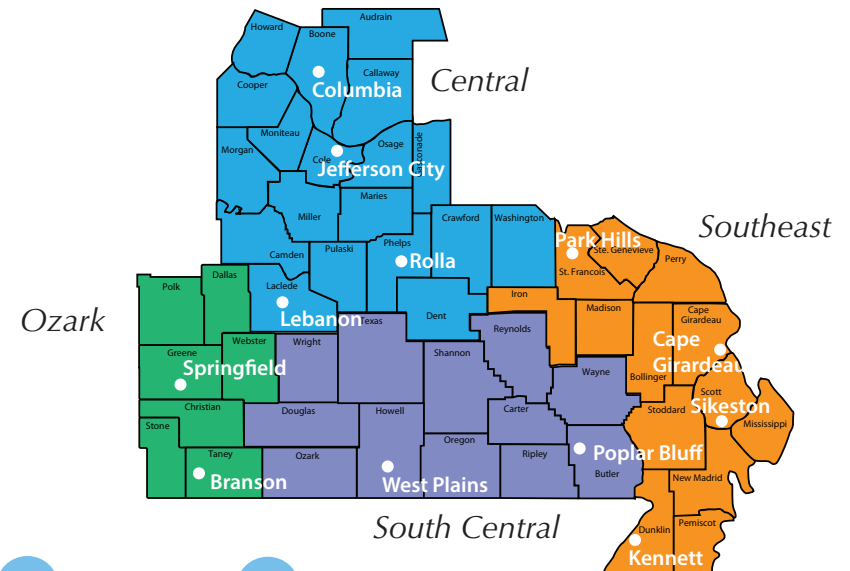 Audrain
Howard
Boone
Callaway
Central
Cooper
Columbia
Moniteau
Morgan
Osage
Gasconade
Cole
Jefferson City
Maries
Miller
Crawford
Washington
Southeast
Park Hills
Ste. Genevieve
Perry
St. Francois
Pulaski
Phelps
Camden
Rolla
Dallas
Polk
Laclede
Iron
Ozark
Lebanon
Texas
Dent
Madison
Cape
Girardeau
Reynolds
Webster
Wright
Greene
Springfield
Shannon
Cape
Girardeau
Wayne
Bollinger
Scott
Christian
Douglas
Howell
Carter
Stoddard
Sikeston
Stone
Mississippi
Oregon
Taney
Ozark
Ripley
Poplar Bluff
Butler
Branson
West Plains
New Madrid
South Central
Dunklin
Pemiscot
Kennett